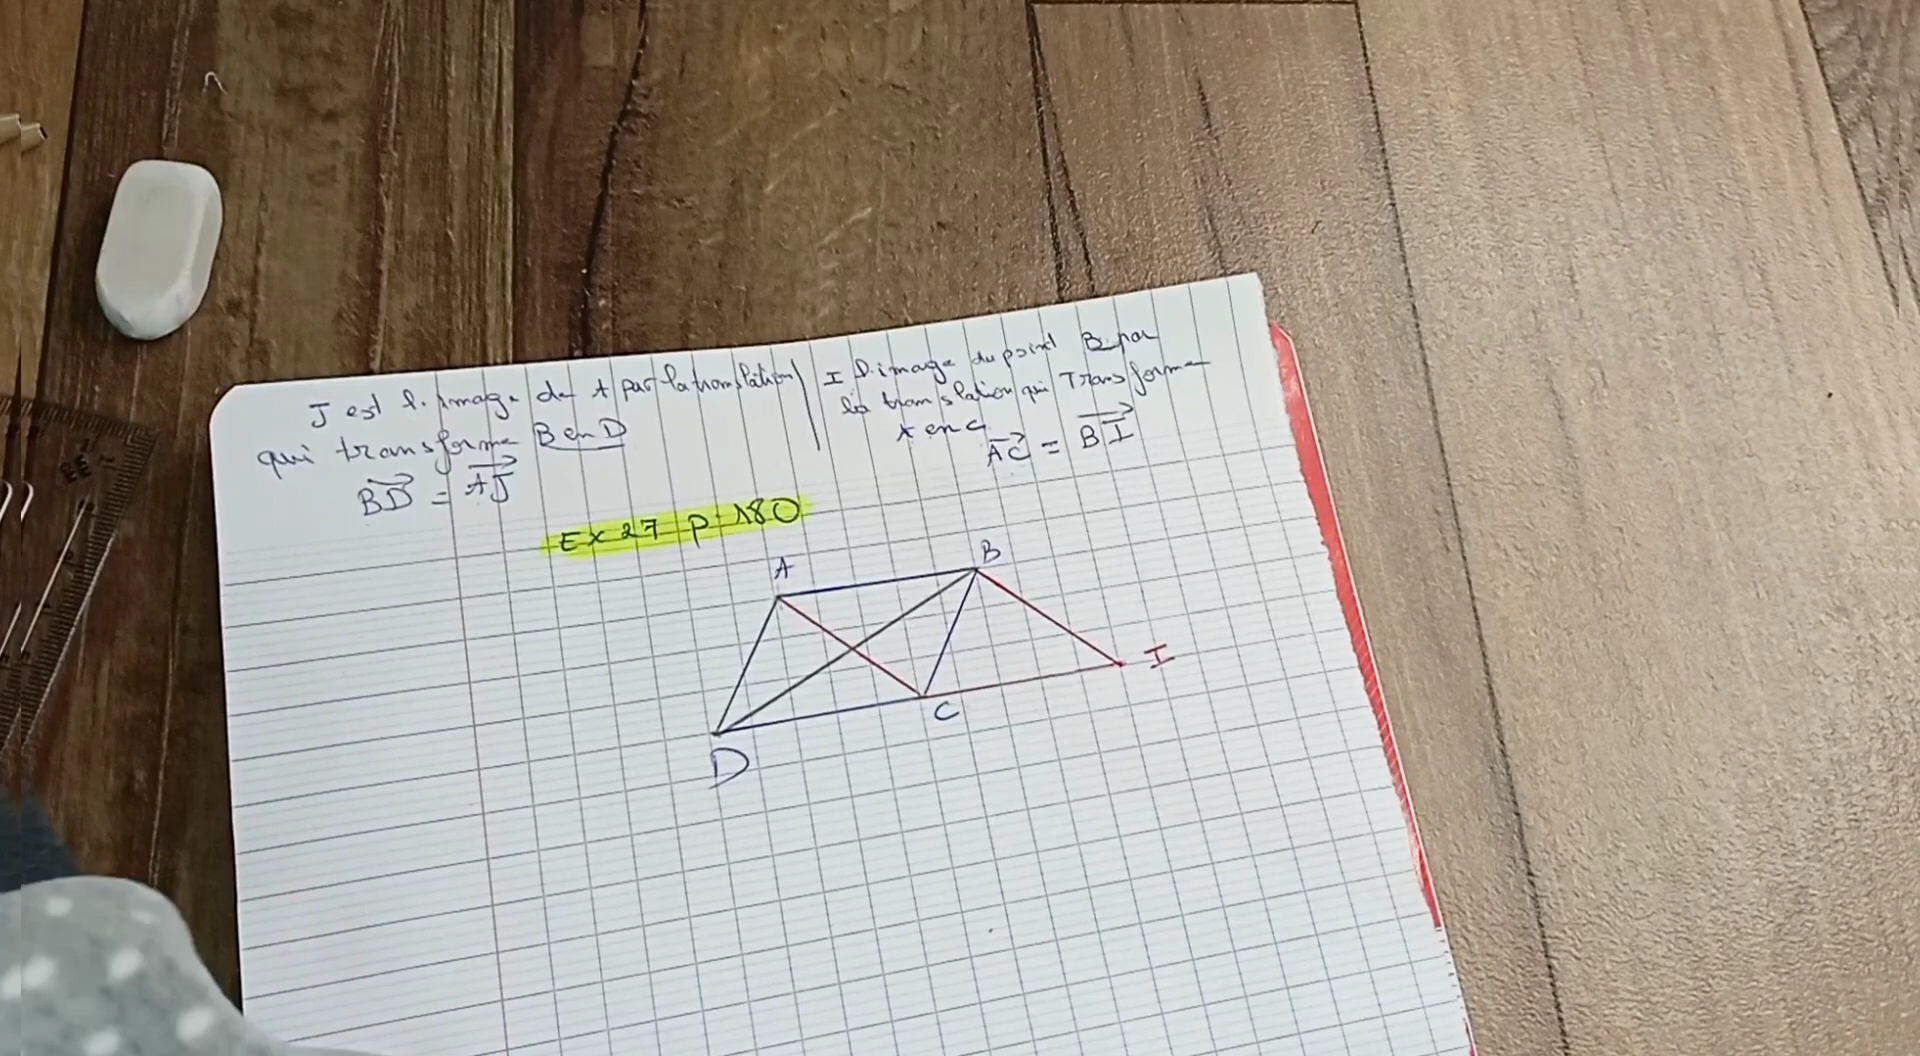 J est l'image de A par la translation
qui transforme B en D
BD = AJ
I l'image du point B par
la translation qui Transforme
A en C
AC = BI
Ex 27 p 180
A
B
I
C
D